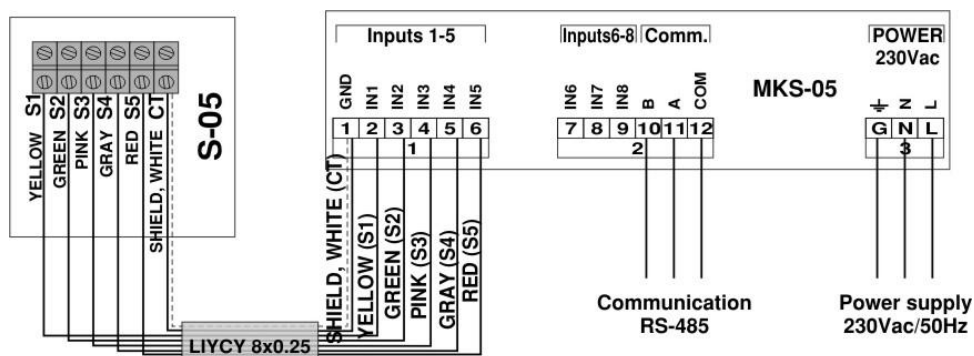 YELLOW S1
GREEN S2
PINK S3
GRAY S4
RED S5
SHIELD, WHITE CT
S-05
Inputs 1-5
Inputs6-8
Comm.
POWER
230Vac
MKS-05
GND
IN1
IN2
IN3
IN4
IN5
IN6
IN7
IN8
B
A
COM
N
L
1 2 3 4 5 6
1
7 8 9 10 11 12
2
G N L
3
SHIELD, WHITE (CT)
YELLOW (S1)
GREEN (S2)
PINK (S3)
GRAY (S4)
RED (S5)
LIYCY 8x0.25
Communication
RS-485
Power supply
230Vac/50Hz